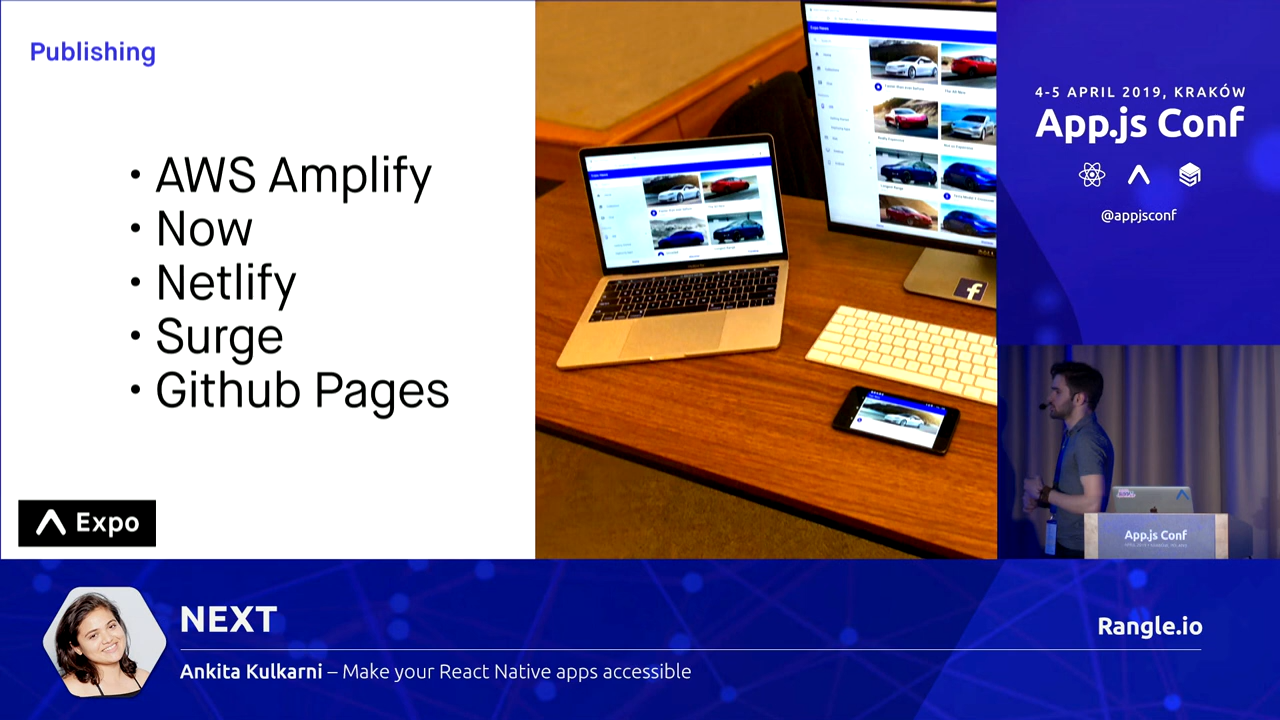 Publishing
• AWS Amplify
• Now
• Netlify
• Surge
• Github Pages
Expo
4-5 APRIL 2019, KRAKÓW
App.js Conf
@appjsconf
f
App.js Conf
NEXT
Ankita Kulkarni – Make your React Native apps accessible
Rangle.io